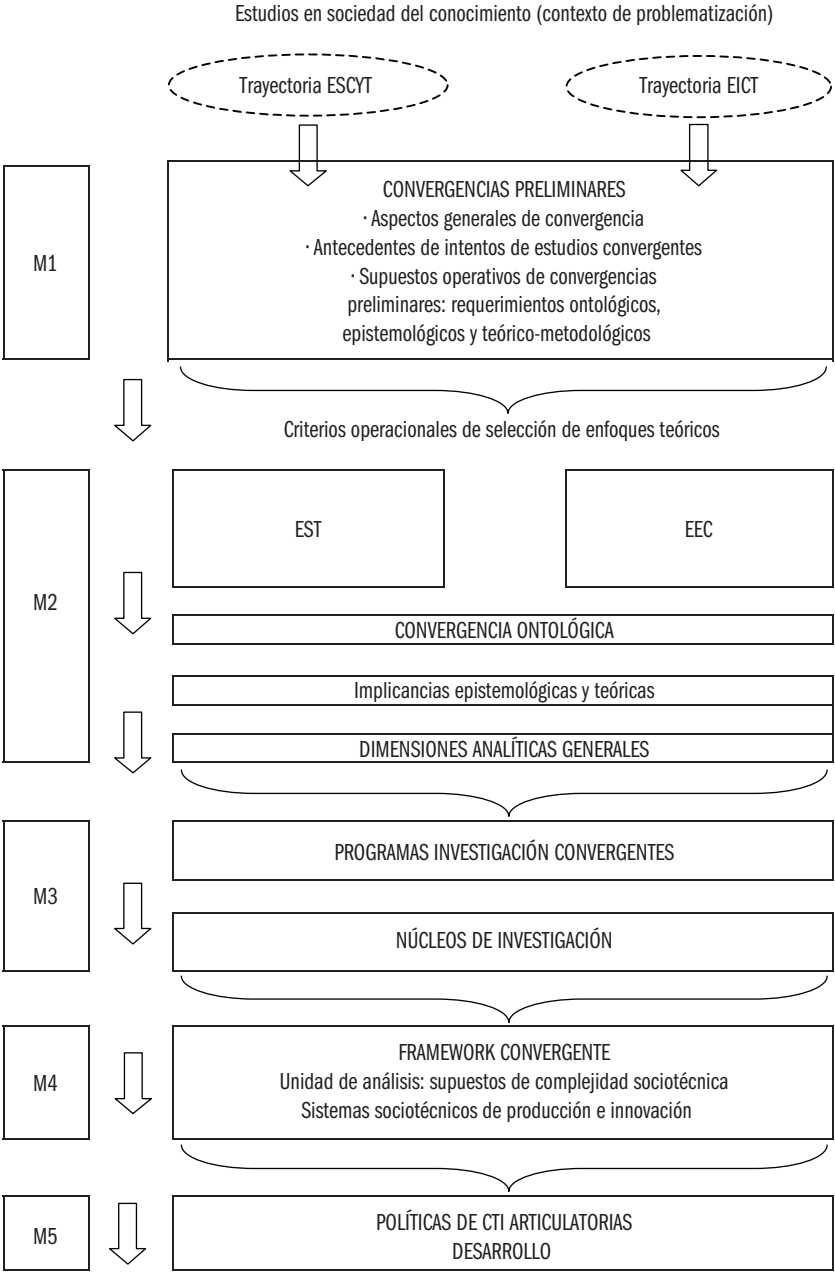 Estudios en sociedad del conocimiento (contexto de problematización)
Trayectoria ESCYT
Trayectoria EICT
M1
CONVERGENCIAS PRELIMINARES
· Aspectos generales de convergencia
· Antecedentes de intentos de estudios convergentes
· Supuestos operativos de convergencias
preliminares: requerimientos ontológicos,
epistemológicos y teórico-metodológicos
Criterios operacionales de selección de enfoques teóricos
M2
EST
EEC
CONVERGENCIA ONTOLÓGICA
Implicancias epistemológicas y teóricas
DIMENSIONES ANALÍTICAS GENERALES
M3
PROGRAMAS INVESTIGACIÓN CONVERGENTES
NÚCLEOS DE INVESTIGACIÓN
M4
FRAMEWORK CONVERGENTE
Unidad de análisis: supuestos de complejidad sociotécnica
Sistemas sociotécnicos de producción e innovación
M5
POLÍTICAS DE CTI ARTICULATORIAS
DESARROLLO